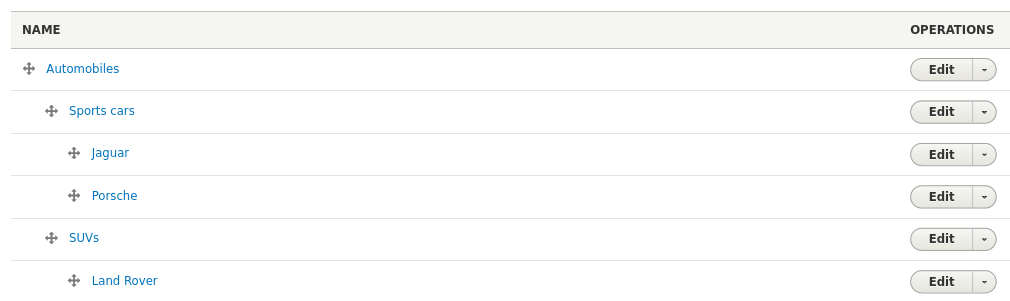 NAME OPERATIONS
Automobiles Edit
Sports cars Edit
Jaguar Edit
Porsche Edit
SUVs Edit
Land Rover Edit